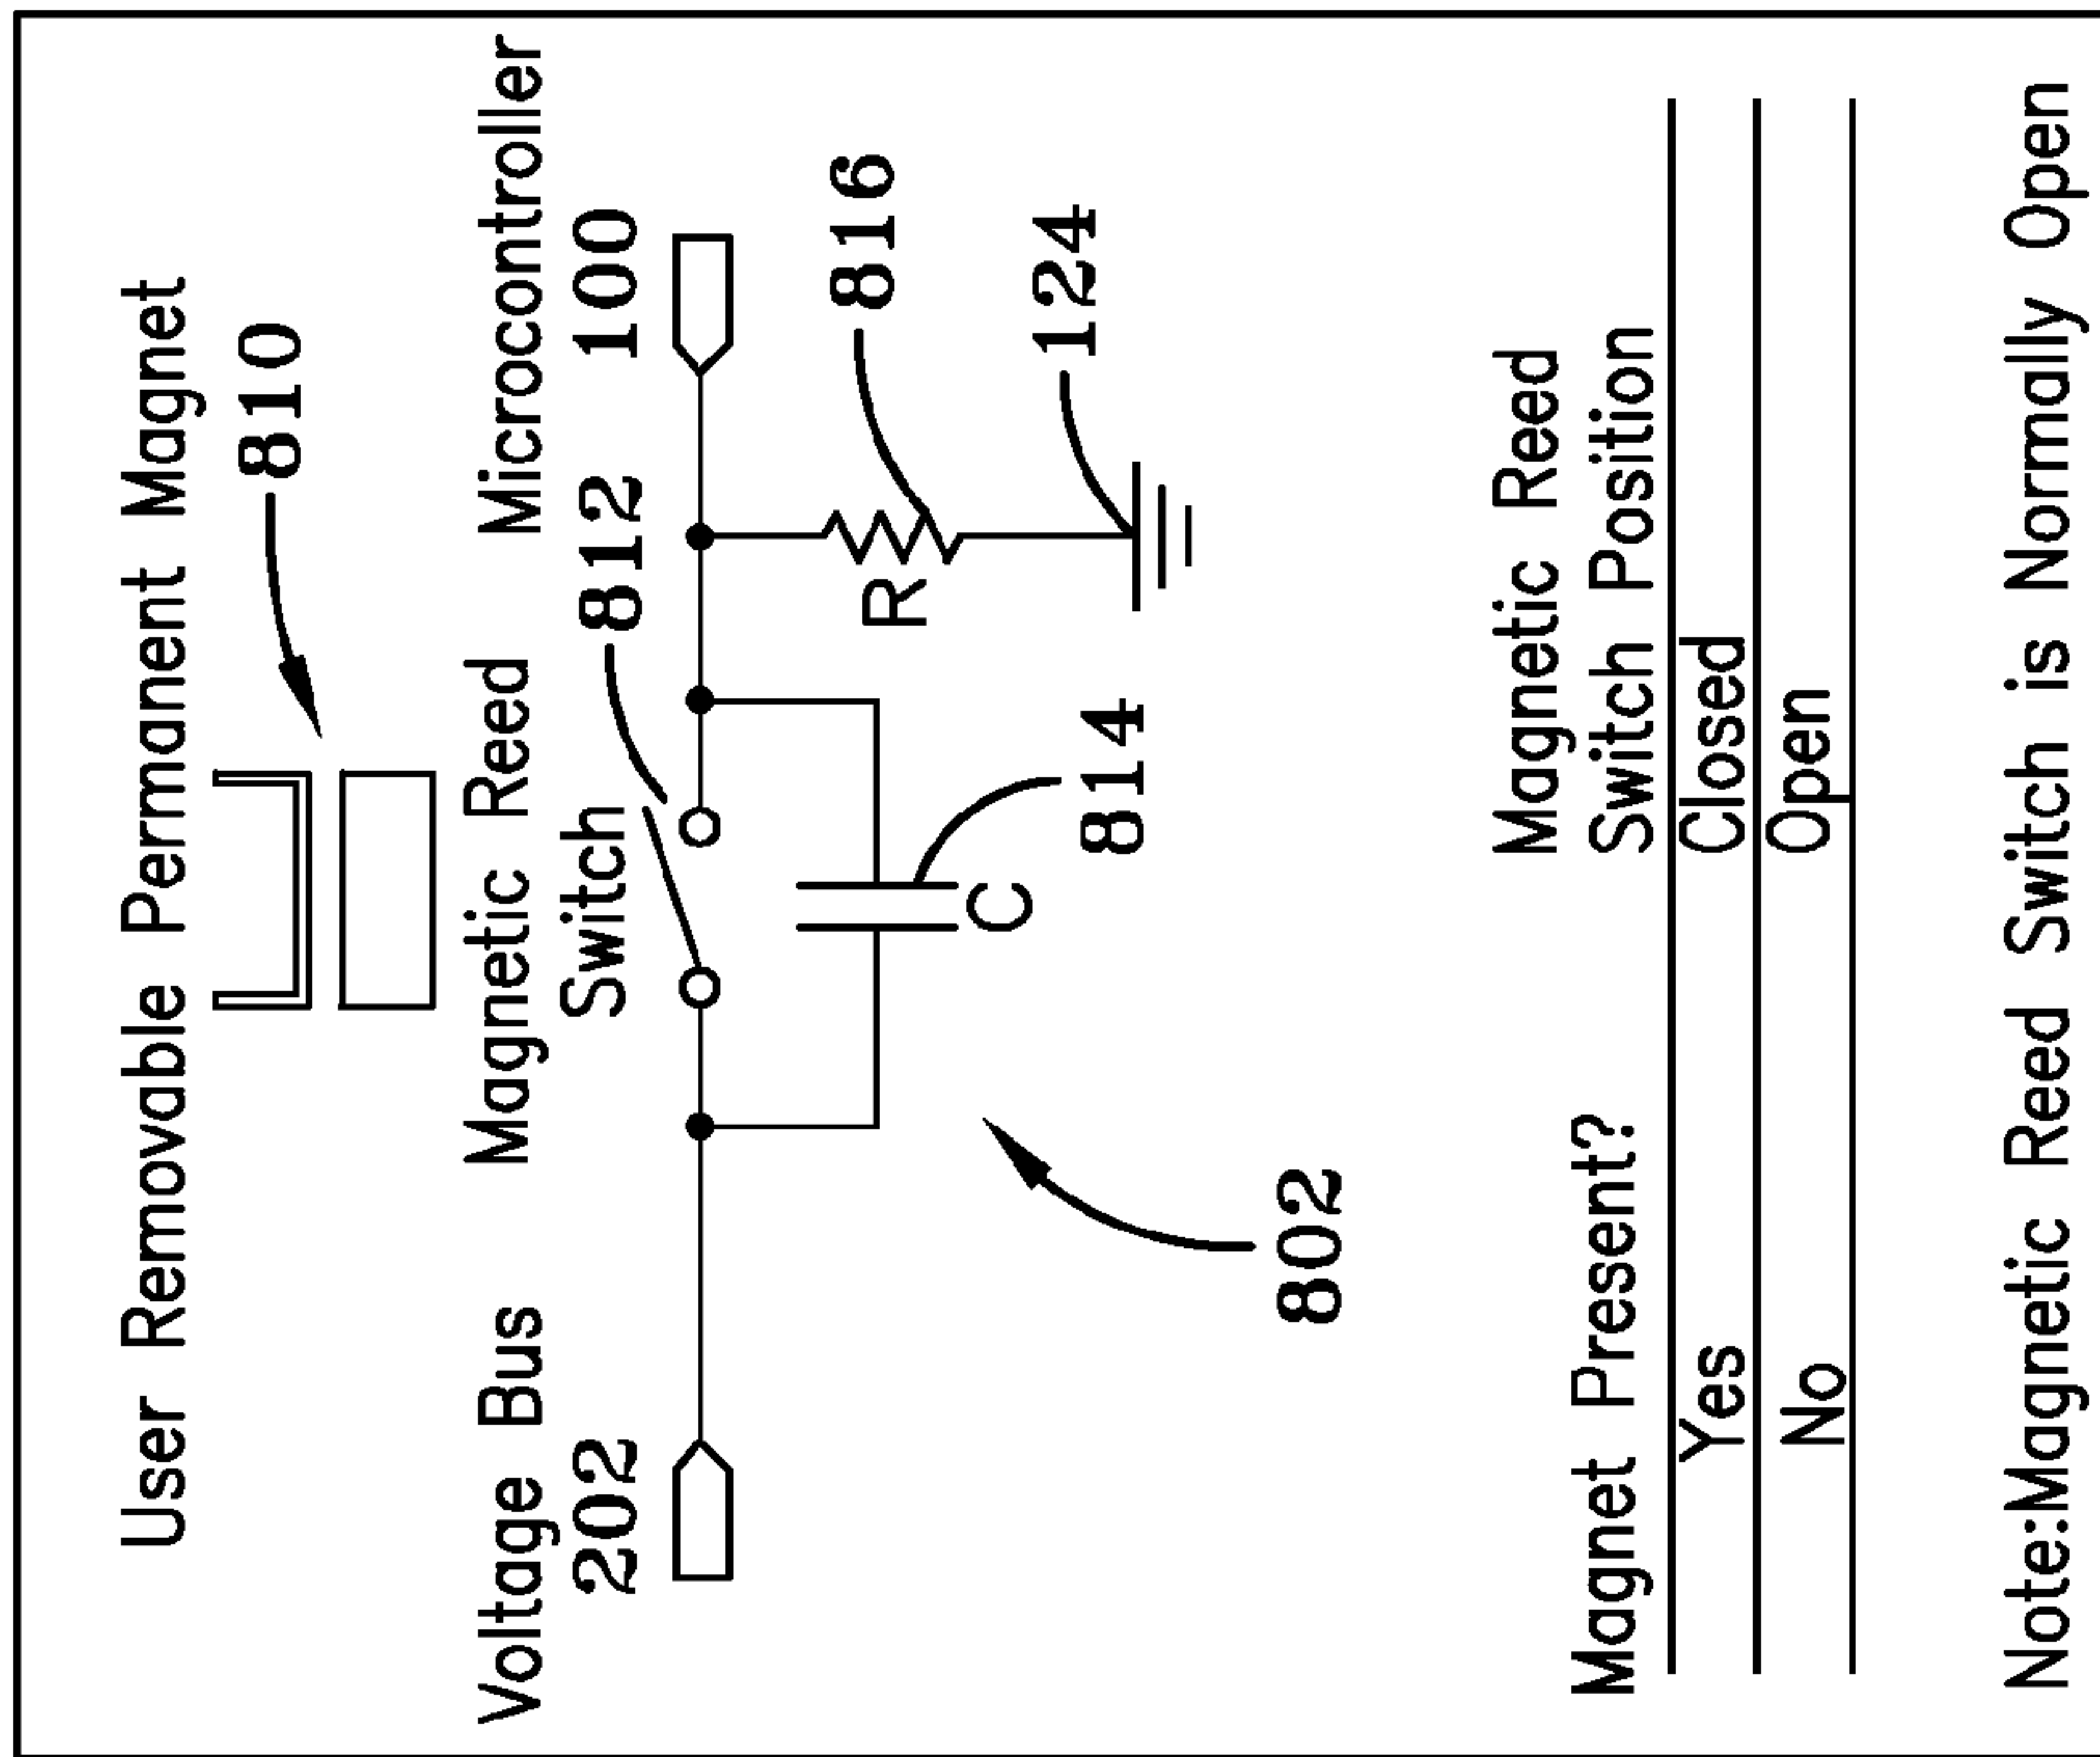 User Removable Permanent Magnet
810
Voltage Bus
202
Magnetic Reed
Switch
812
Microcontroller
100
R
816
C
814
124
802
Magnet Present?
Magnetic Reed
Switch Position
Yes Closed
No Open
Note:Magnetic Reed Switch is Normally Open